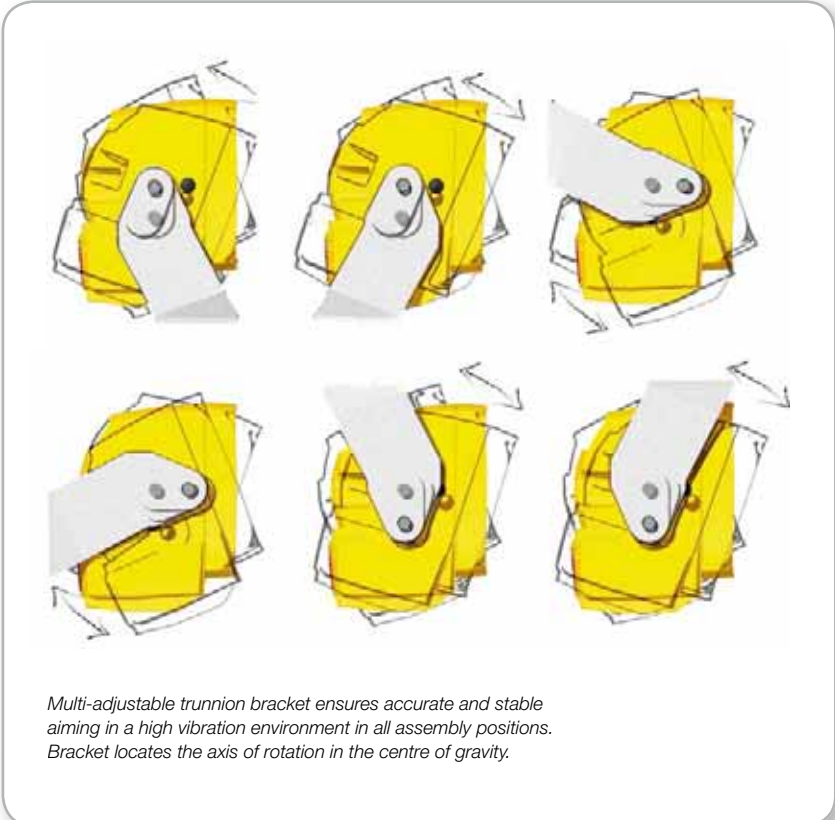 Multi-adjustable trunnion bracket ensures accurate and stable
aiming in a high vibration environment in all assembly positions.
Bracket locates the axis of rotation in the centre of gravity.